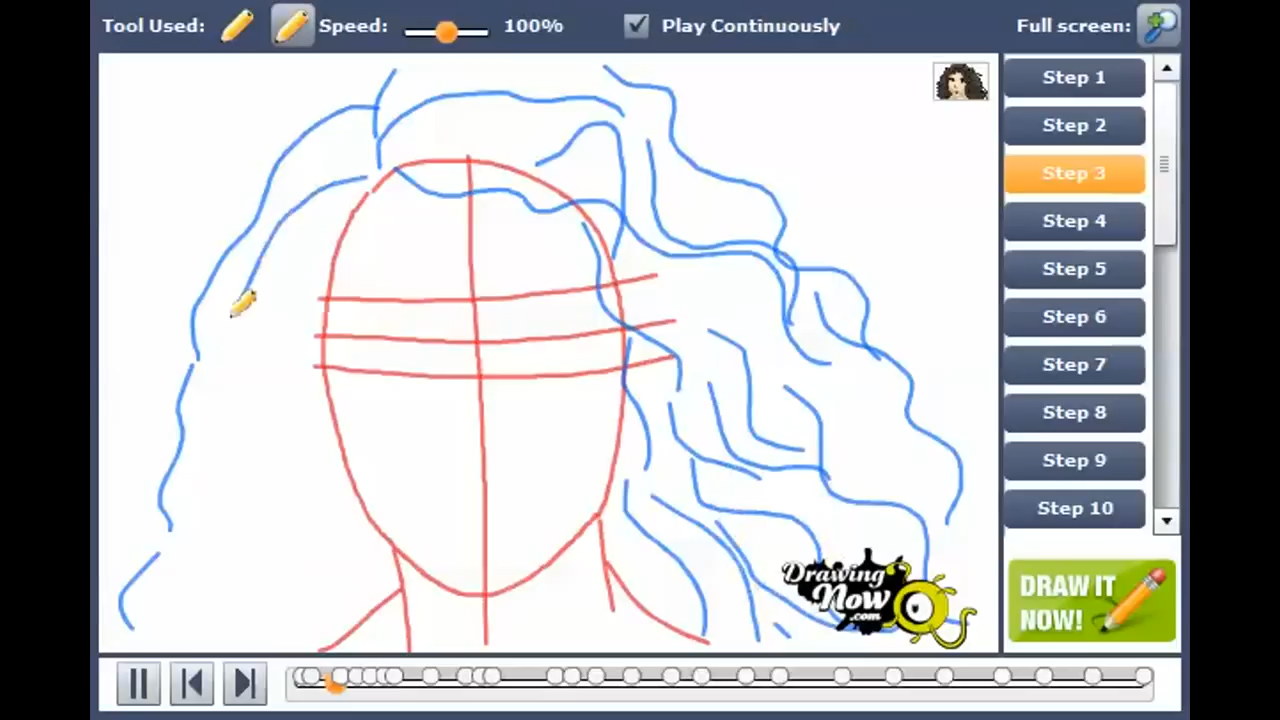 Tool Used:
Speed:
100%
Play Continuously
Full screen:
Step 1
Step 2
Step 3
Step 4
Step 5
Step 6
Step 7
Step 8
Step 9
Step 10
Drawing
Now
.com
DRAW IT
NOW!